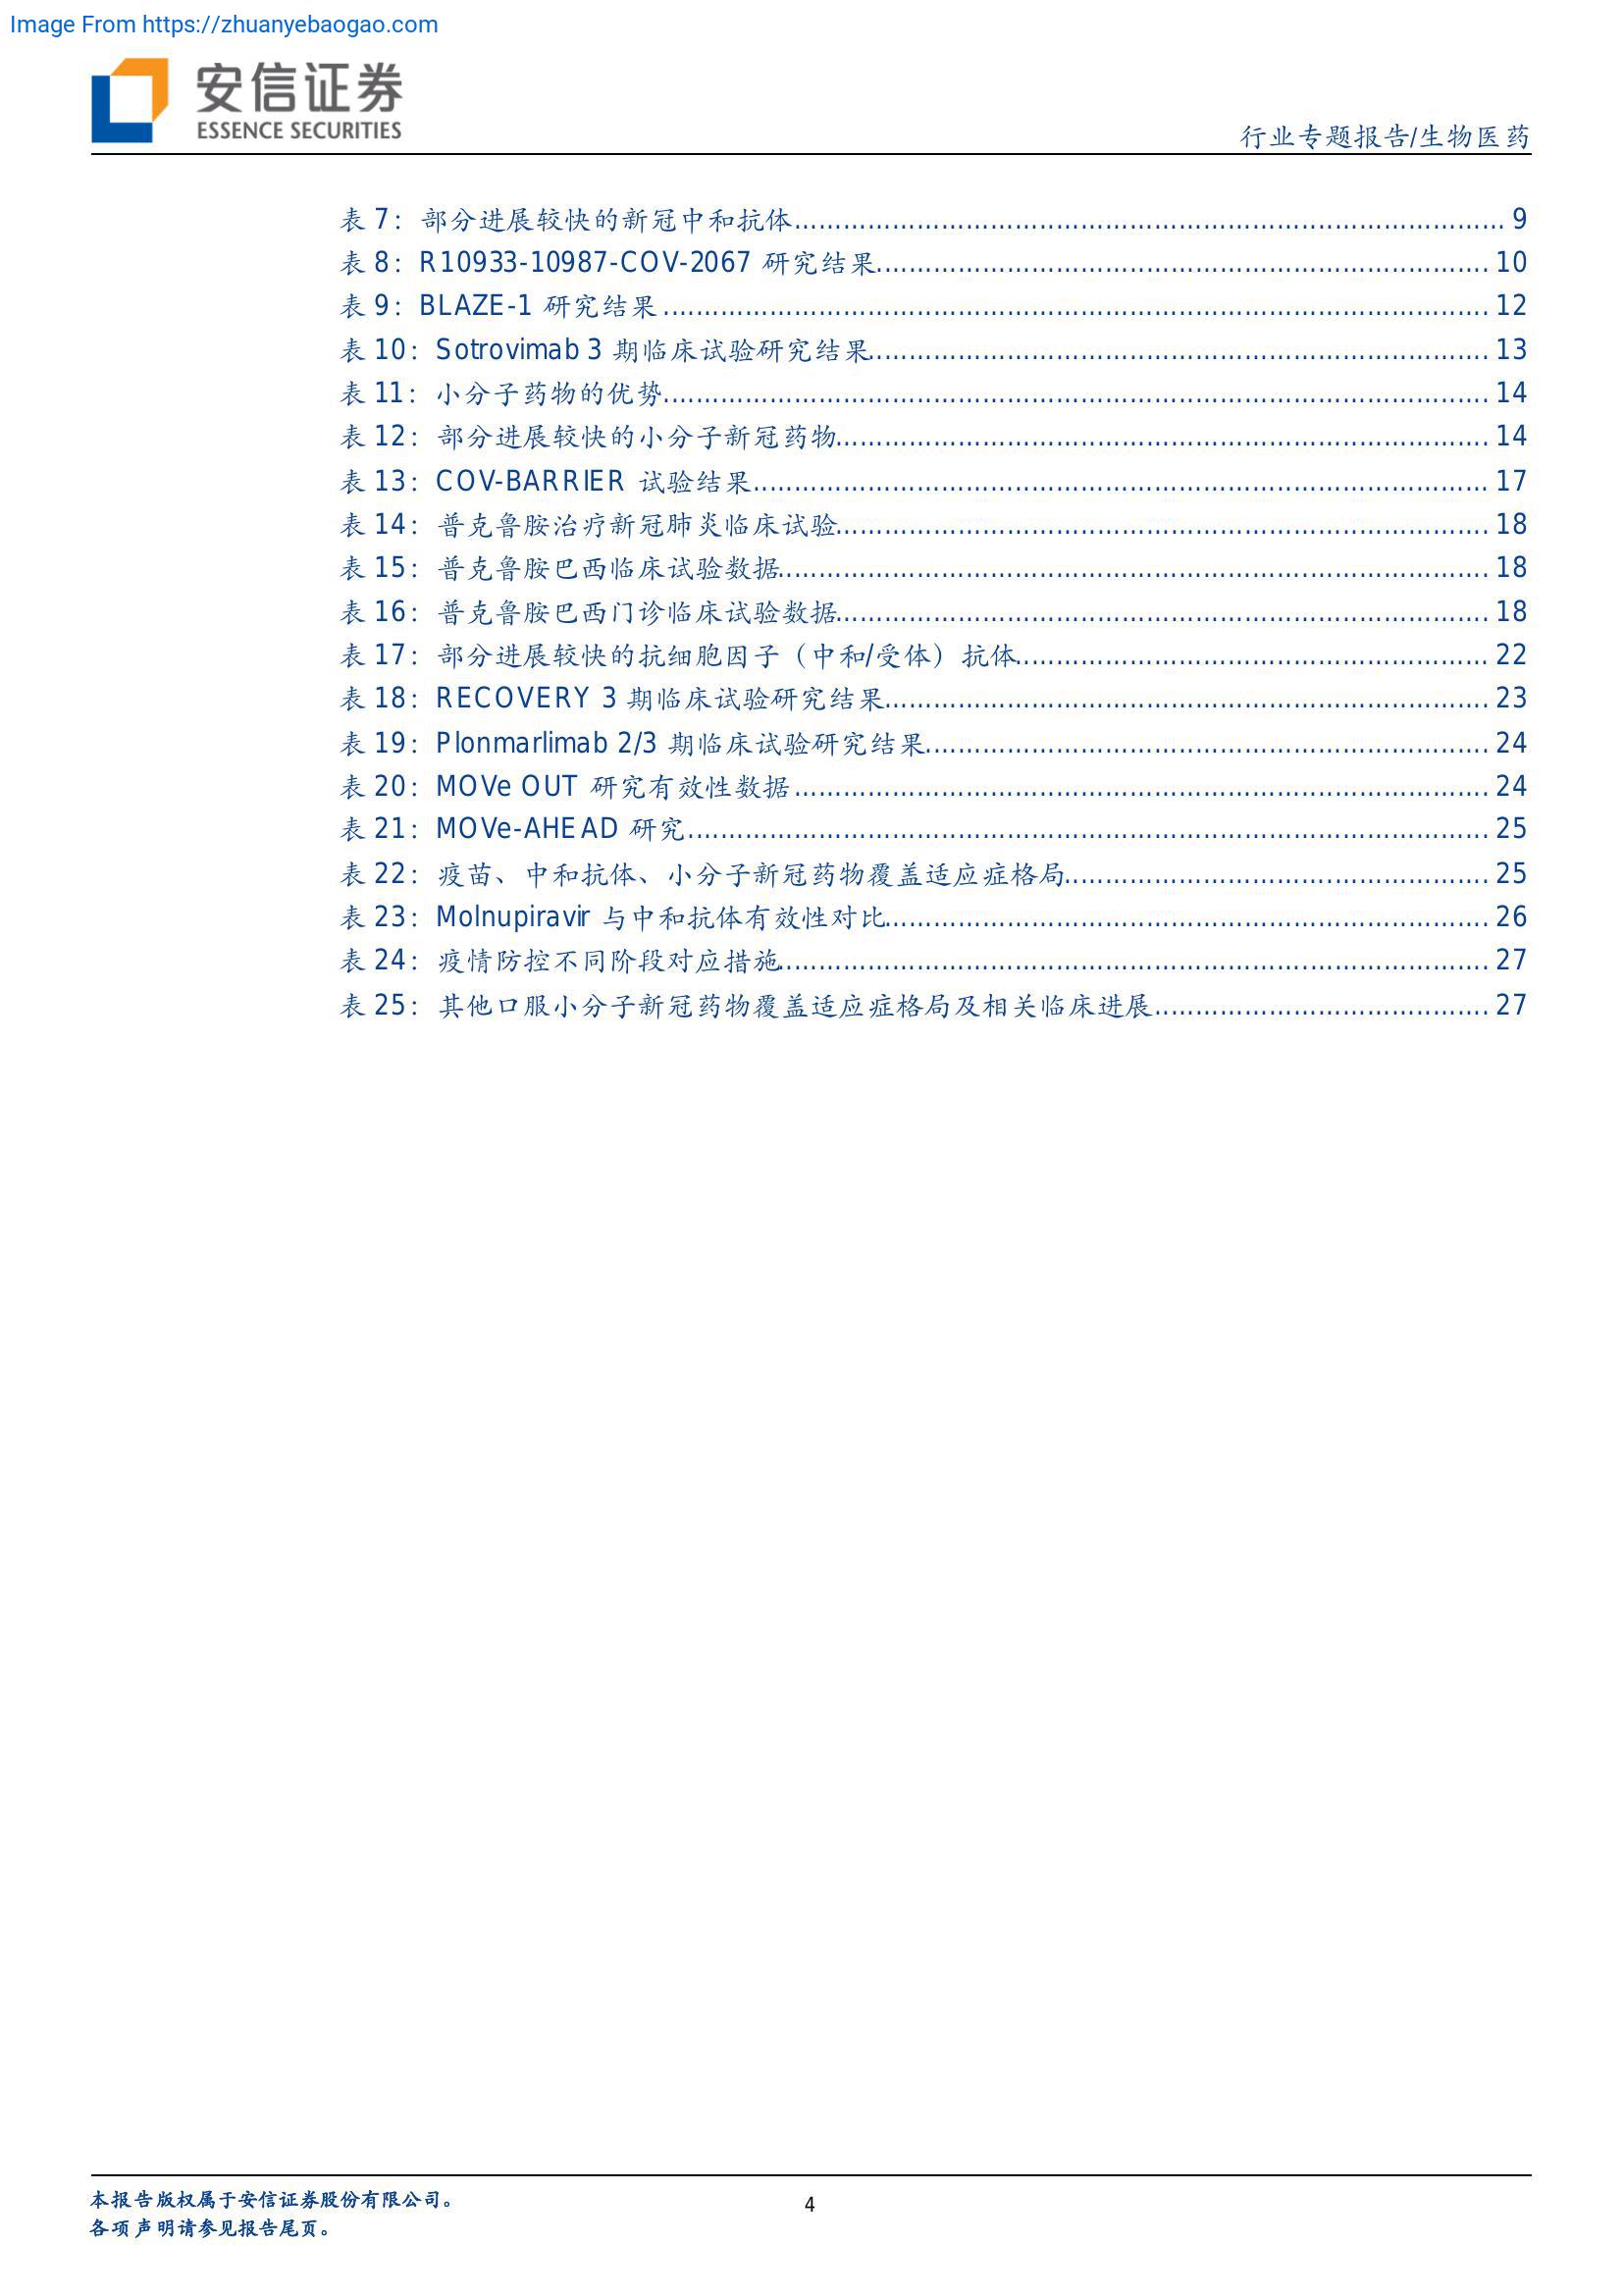 Image From https://zhuanyebaogao.com
安信证券
ESSENCE SECURITIES
行业专题报告/生物医药
表 7：部分进展较快的新冠中和抗体 9
表 8：R10933-10987-COV-2067 研究结果 10
表 9：BLAZE-1 研究结果 12
表 10：Sotrovimab 3 期临床试验研究结果 13
表 11：小分子药物的优势 14
表 12：部分进展较快的小分子新冠药物 14
表 13：COV-BARRIER 试验结果 17
表 14：普克鲁胺治疗新冠肺炎临床试验 18
表 15：普克鲁胺巴西临床试验数据 18
表 16：普克鲁胺巴西门诊临床试验数据 18
表 17：部分进展较快的抗细胞因子（中和/受体）抗体 22
表 18：RECOVERY 3 期临床试验研究结果 23
表 19：Plonmarlimab 2/3 期临床试验研究结果 24
表 20：MOVe OUT 研究有效性数据 24
表 21：MOVe-AHEAD 研究 25
表 22：疫苗、中和抗体、小分子新冠药物覆盖适应症格局 25
表 23：Molnupiravir 与中和抗体有效性对比 26
表 24：疫情防控不同阶段对应措施 27
表 25：其他口服小分子新冠药物覆盖适应症格局及相关临床进展 27
本报告版权属于安信证券股份有限公司。
4
各项声明请参见报告尾页。